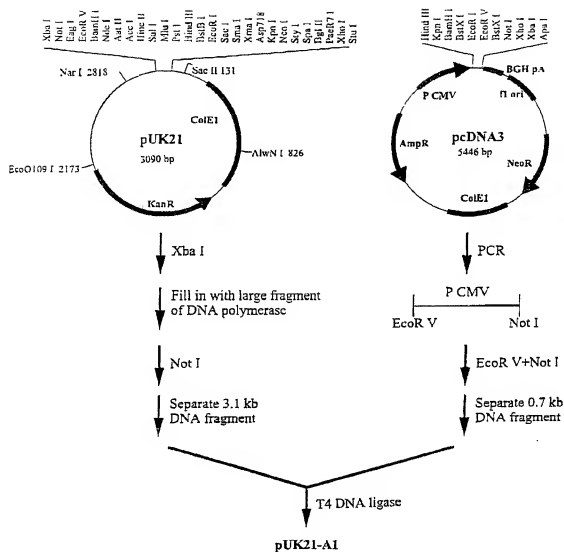 Xba I
Not I
Eag I
EcoR V
BamH I
Nde I
Aat II
Acc I
Hinc II
Sal I
Mlu I
Pst I
Hind III
BstB I
EcoR I
Sac I
Sma I
Xma I
Asp718
Kpn I
Nco I
Sty I
Spe I
Bgl II
PaeR7 I
Xho I
Stu I
Nar I 2818
Sac II 131
ColE1
pUK21
3090 bp
AlwN I 826
EcoO109 I 2173
KanR
Hind III
Kpn I
BamH I
BstX I
EcoR I
EcoR V
BstX I
Not I
Xho I
Xba I
Apa I
BGH pA
P CMV
f1 ori
AmpR
pcDNA3
5446 bp
NeoR
ColE1
Xba I
Fill in with large fragment
of DNA polymerase
Not I
Separate 3.1 kb
DNA fragment
PCR
P CMV
EcoR V
Not I
EcoR V+Not I
Separate 0.7 kb
DNA fragment
T4 DNA ligase
pUK21-A1